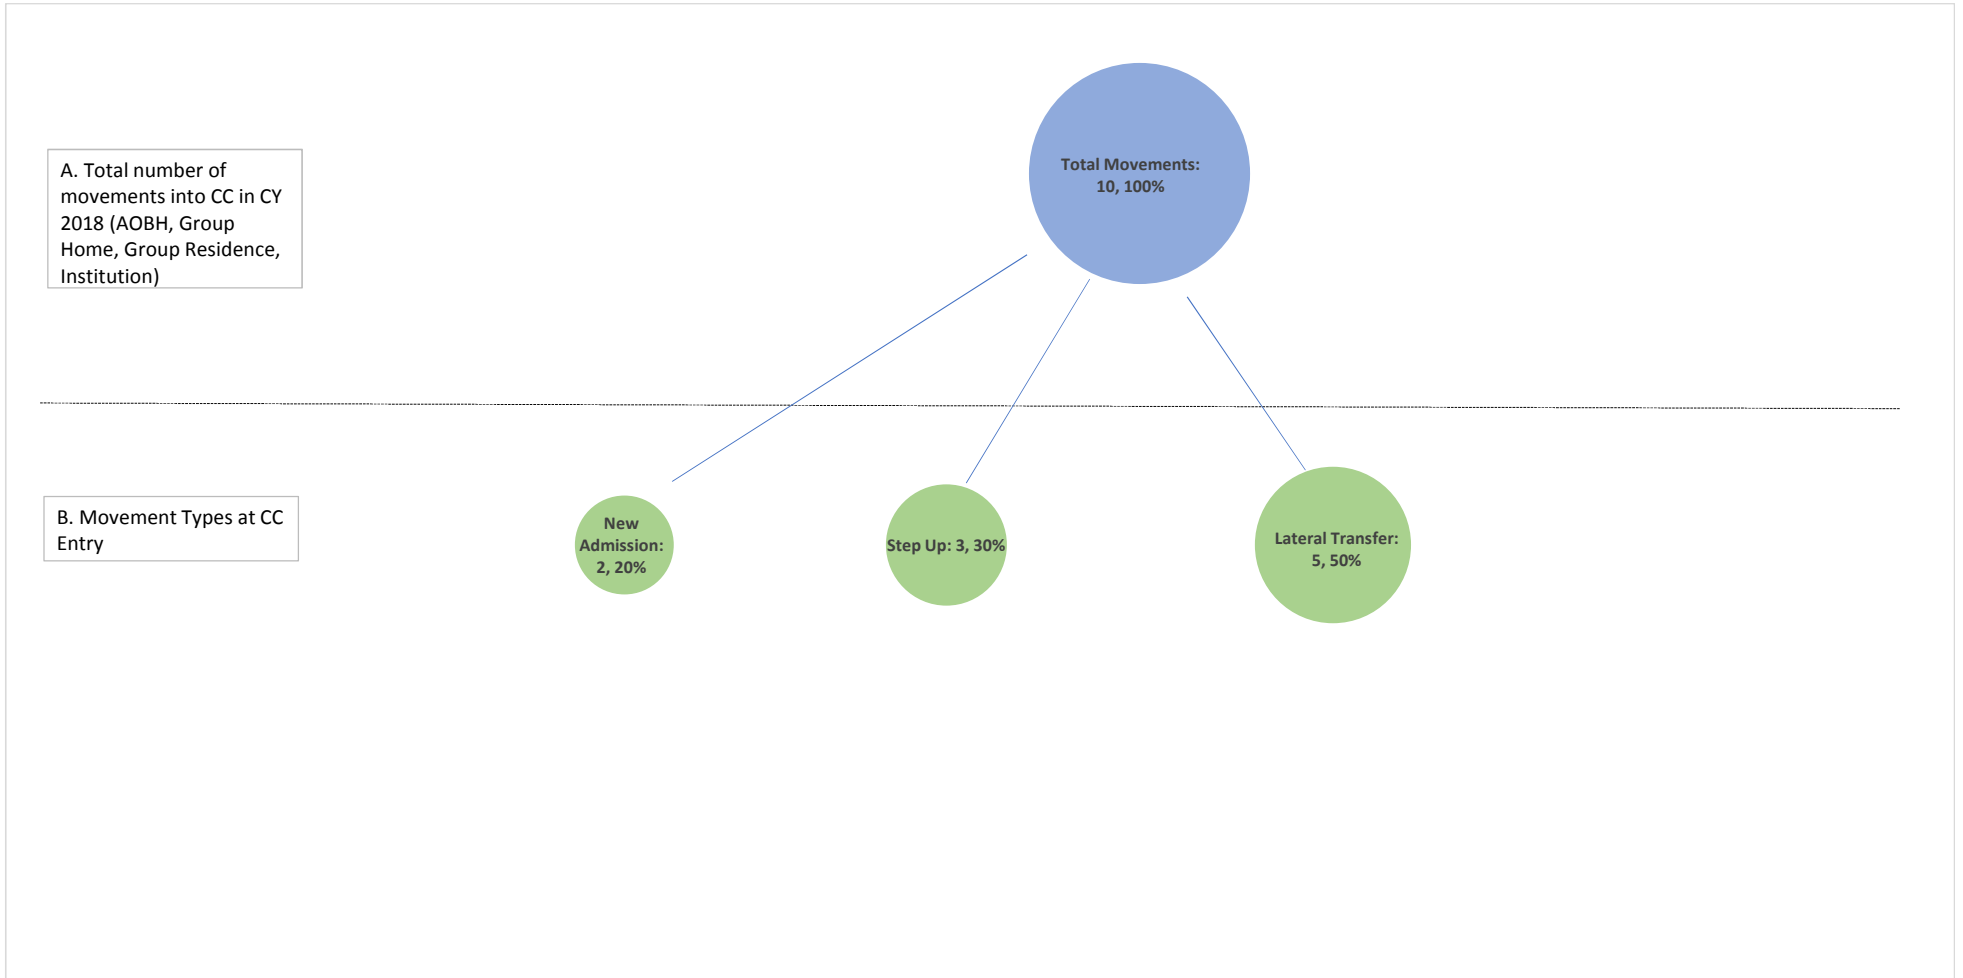 Total Movements:
10, 100%
A. Total number of
movements into CC in CY
2018 (AOBH, Group
Home, Group Residence,
Institution)
B. Movement Types at CC
Entry
New
Admission:
2, 20%
Step Up: 3, 30%
Lateral Transfer:
5, 50%